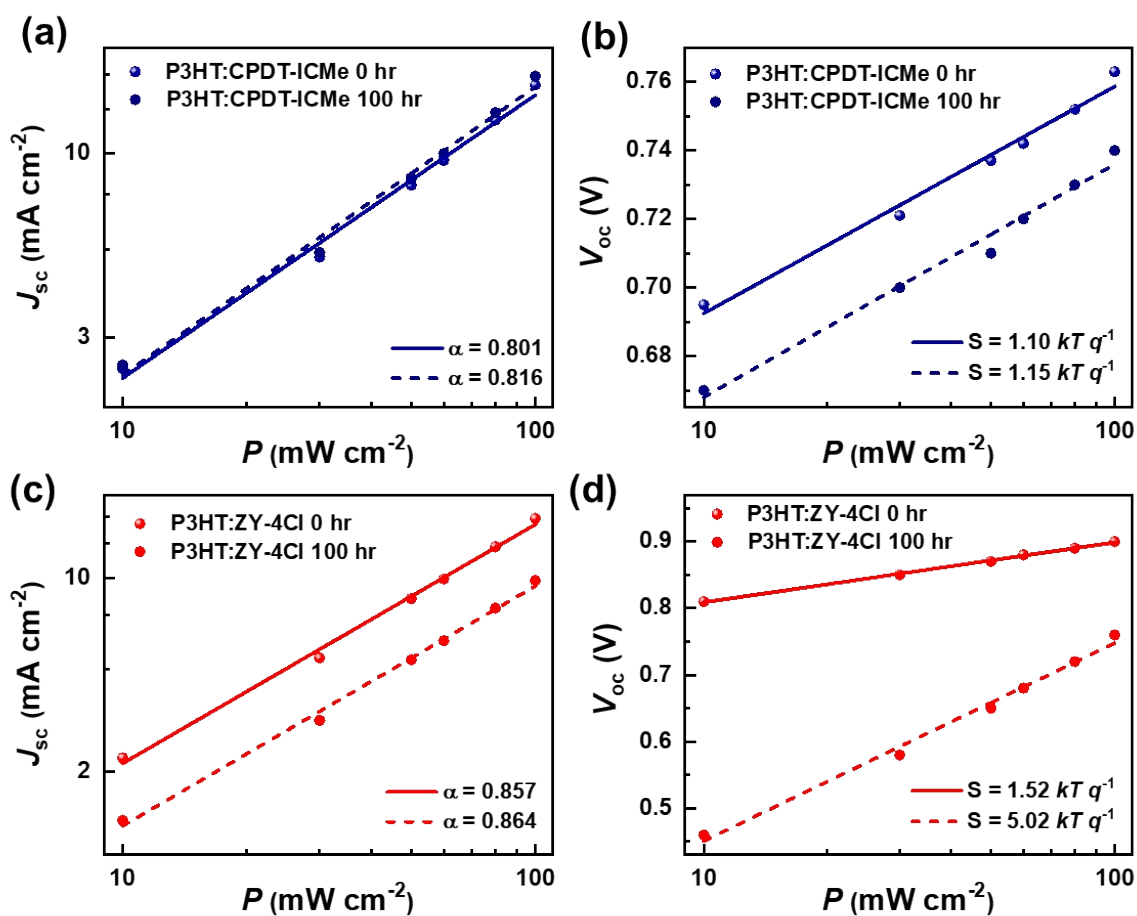 (a)
P3HT:CPDT-ICMe 0 hr
P3HT:CPDT-ICMe 100 hr
10
3
Jsc (mA cm-2)
α = 0.801
α = 0.816
10
100
P (mW cm-2)
(b)
P3HT:CPDT-ICMe 0 hr
P3HT:CPDT-ICMe 100 hr
0.76
0.74
0.72
0.70
0.68
Voc (V)
S = 1.10 kT q-1
S = 1.15 kT q-1
10
100
P (mW cm-2)
(c)
P3HT:ZY-4Cl 0 hr
P3HT:ZY-4Cl 100 hr
10
2
Jsc (mA cm-2)
α = 0.857
α = 0.864
10
100
P (mW cm-2)
(d)
P3HT:ZY-4Cl 0 hr
P3HT:ZY-4Cl 100 hr
0.9
0.8
0.7
0.6
0.5
Voc (V)
S = 1.52 kT q-1
S = 5.02 kT q-1
10
100
P (mW cm-2)